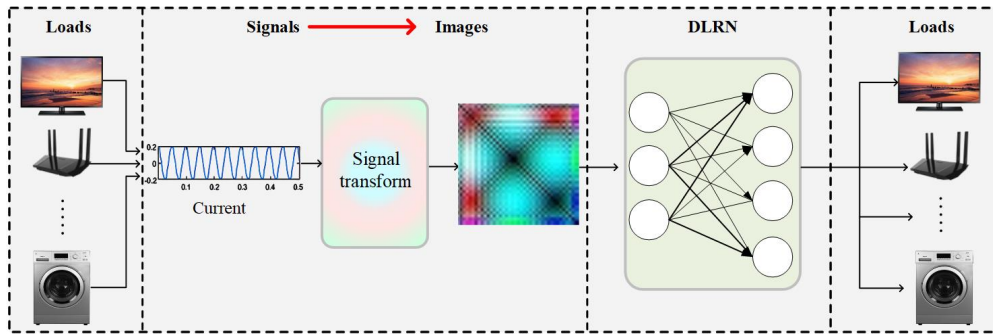 Loads
Signals
Images
DLRN
Loads
0.2
0
-0.2
0.1 0.2 0.3 0.4 0.5
Current
Signal
transform